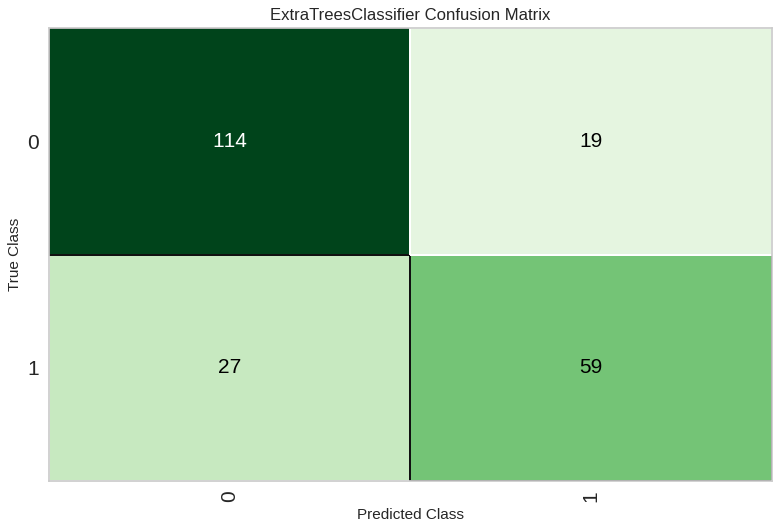 ExtraTreesClassifier Confusion Matrix
0
114
19
True Class
1
27
59
0
1
Predicted Class